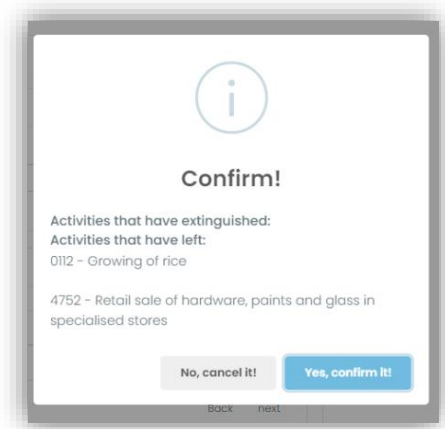 Confirm!
Activities that have extinguished:
Activities that have left:
0112 - Growing of rice
4752 - Retail sale of hardware, paints and glass in
specialised stores
No, cancel it!
Yes, confirm it!
Back next